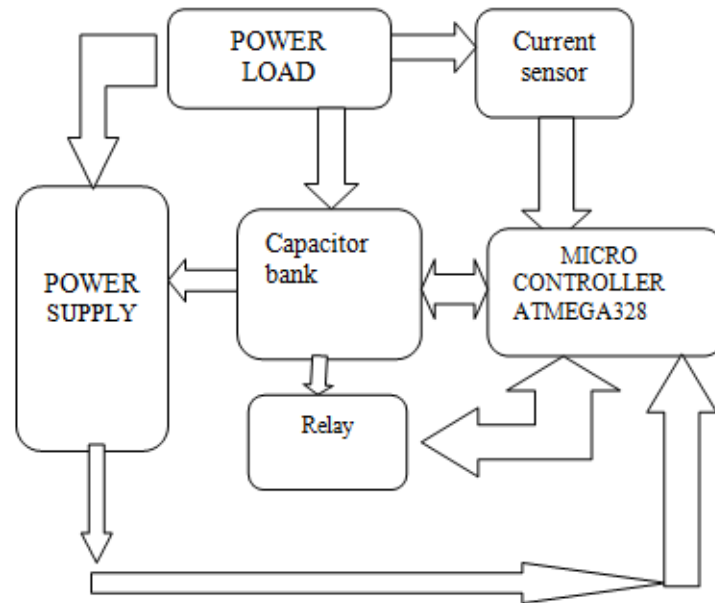 POWER
LOAD
Current
sensor
POWER
SUPPLY
Capacitor
bank
MICRO
CONTROLLER
ATMEGA328
Relay